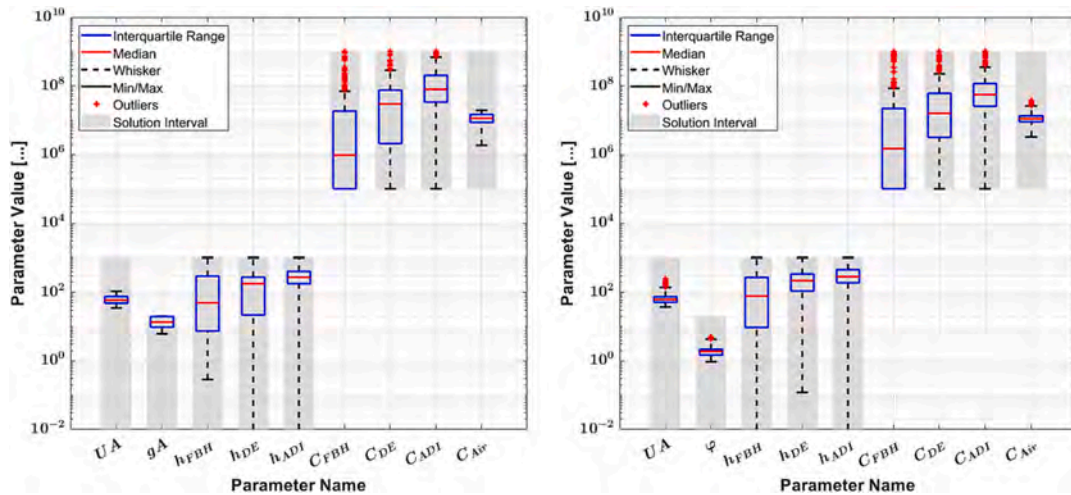 10^10
10^8
10^6
10^4
10^2
10^0
10^-2
Parameter Value [...]
Interquartile Range
Median
Whisker
Min/Max
Outliers
Solution Interval
UA
gA
h_FBH
h_DE
h_ADI
C_FBH
C_DE
C_ADI
C_Air
Parameter Name
10^10
10^8
10^6
10^4
10^2
10^0
10^-2
Parameter Value [...]
Interquartile Range
Median
Whisker
Min/Max
Outliers
Solution Interval
UA
φ
h_FBH
h_DE
h_ADI
C_FBH
C_DE
C_ADI
C_Air
Parameter Name